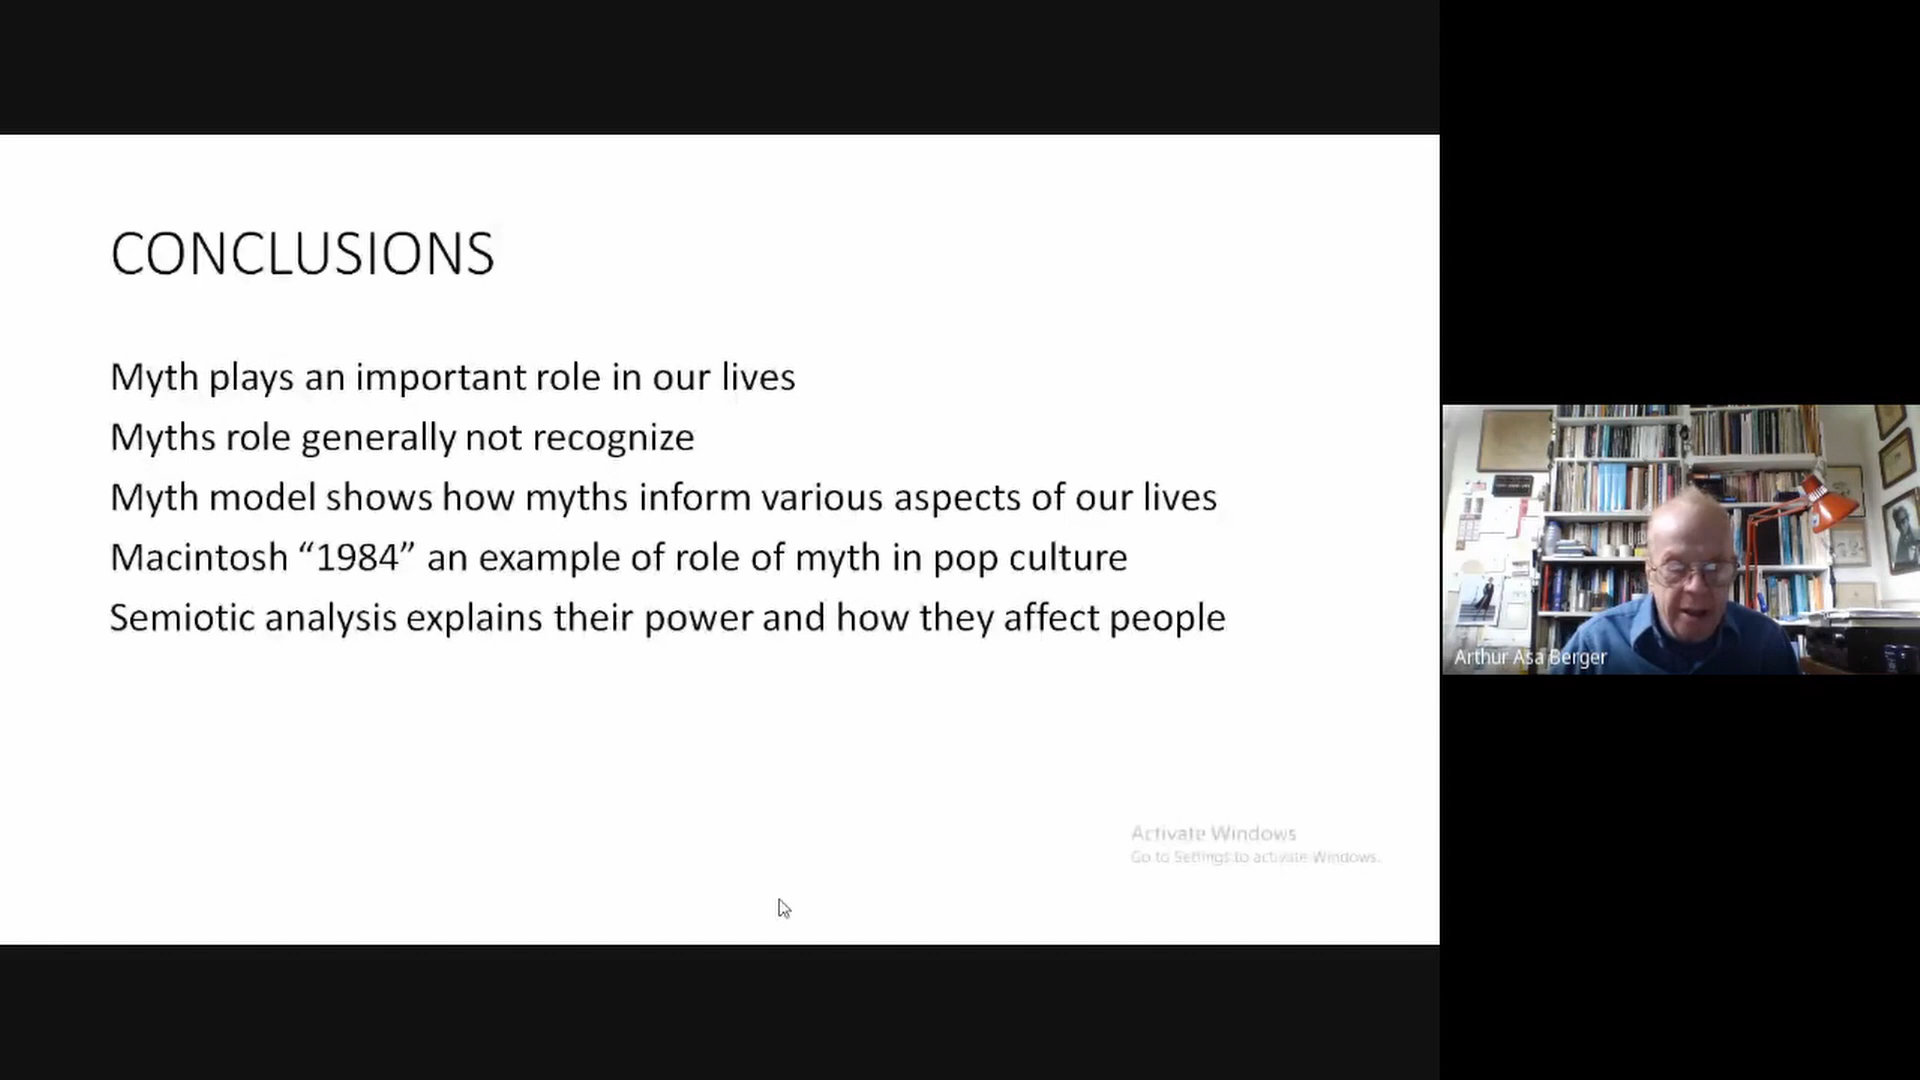 CONCLUSIONS
Myth plays an important role in our lives
Myths role generally not recognize
Myth model shows how myths inform various aspects of our lives
Macintosh “1984” an example of role of myth in pop culture
Semiotic analysis explains their power and how they affect people
Activate Windows
Go to Settings to activate Windows.
Arthur Asa Berger